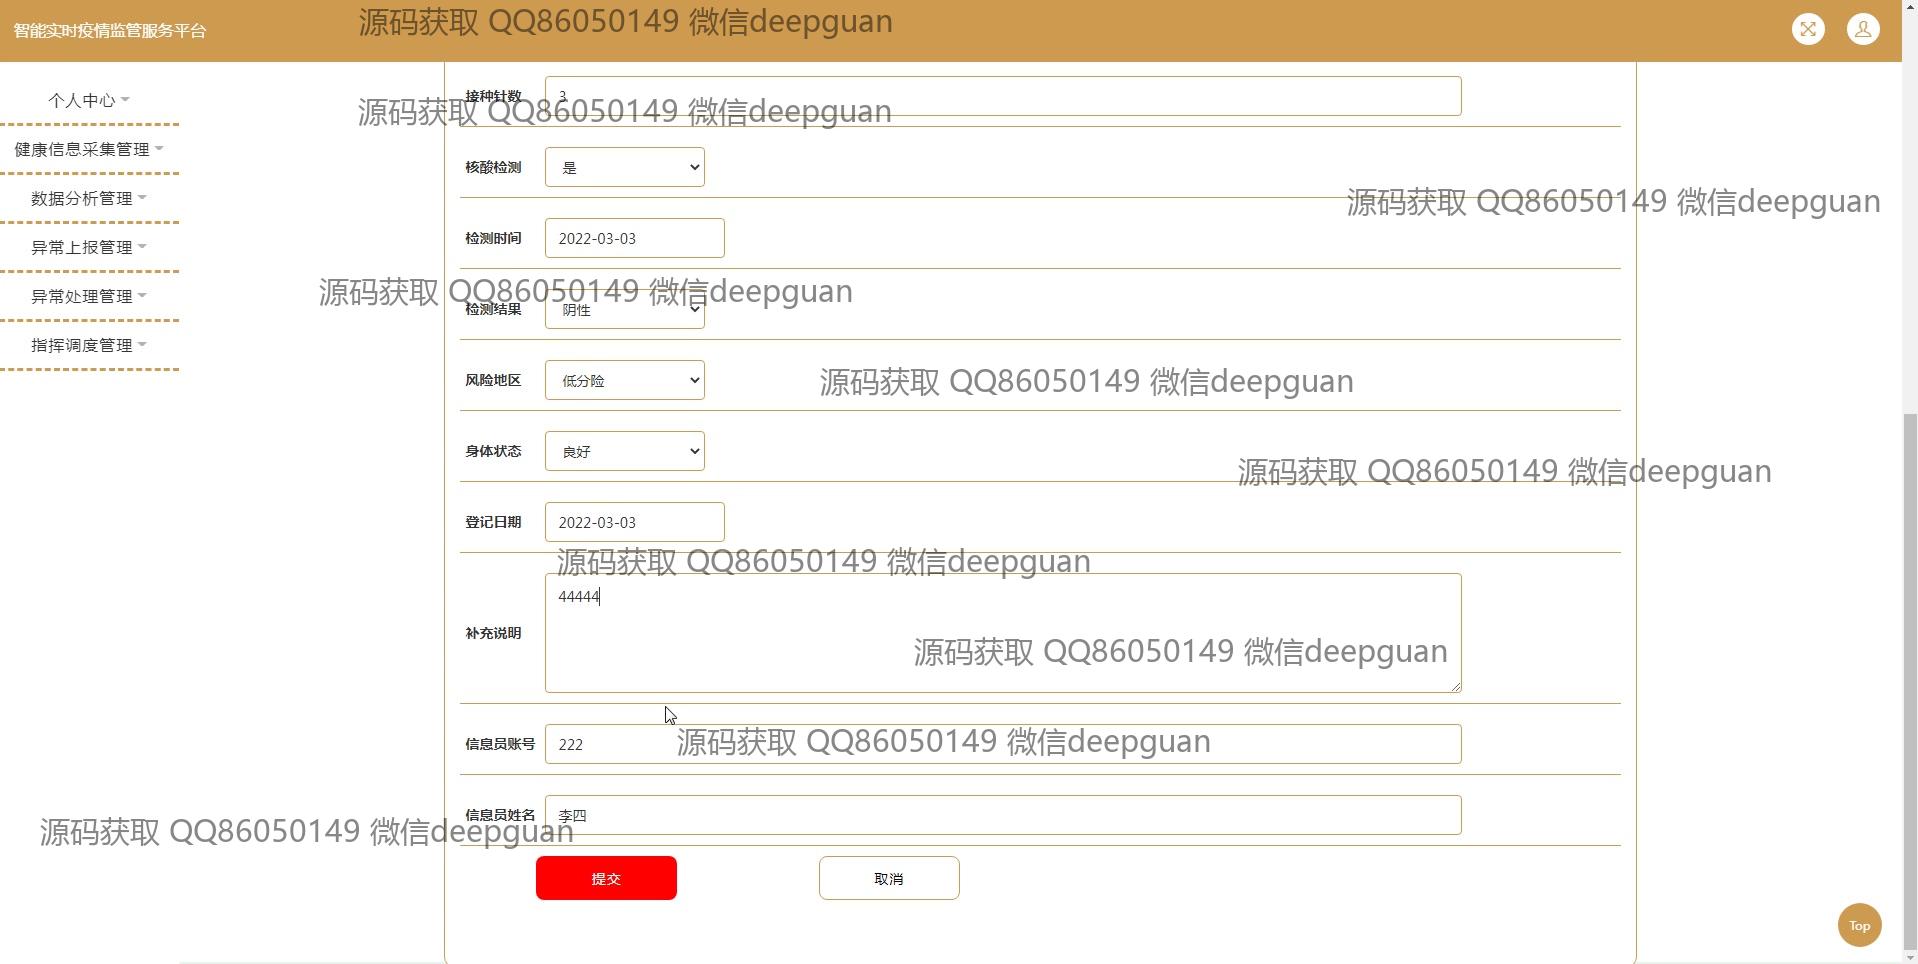 智能实时疫情监管服务平台
源码获取 QQ86050149 微信deepguan
个人中心
健康信息采集管理
数据分析管理
异常上报管理
异常处理管理
指挥调度管理
接种针数 3
源码获取 QQ86050149 微信deepguan
核酸检测 是
源码获取 QQ86050149 微信deepguan
检测时间 2022-03-03
源码获取 QQ86050149 微信deepguan
检测结果 阴性
风险地区 低分险
源码获取 QQ86050149 微信deepguan
身体状态 良好
源码获取 QQ86050149 微信deepguan
登记日期 2022-03-03
源码获取 QQ86050149 微信deepguan
44444
补充说明
源码获取 QQ86050149 微信deepguan
信息员账号 222
源码获取 QQ86050149 微信deepguan
信息员姓名 李四
源码获取 QQ86050149 微信deepguan
提交 取消
Top